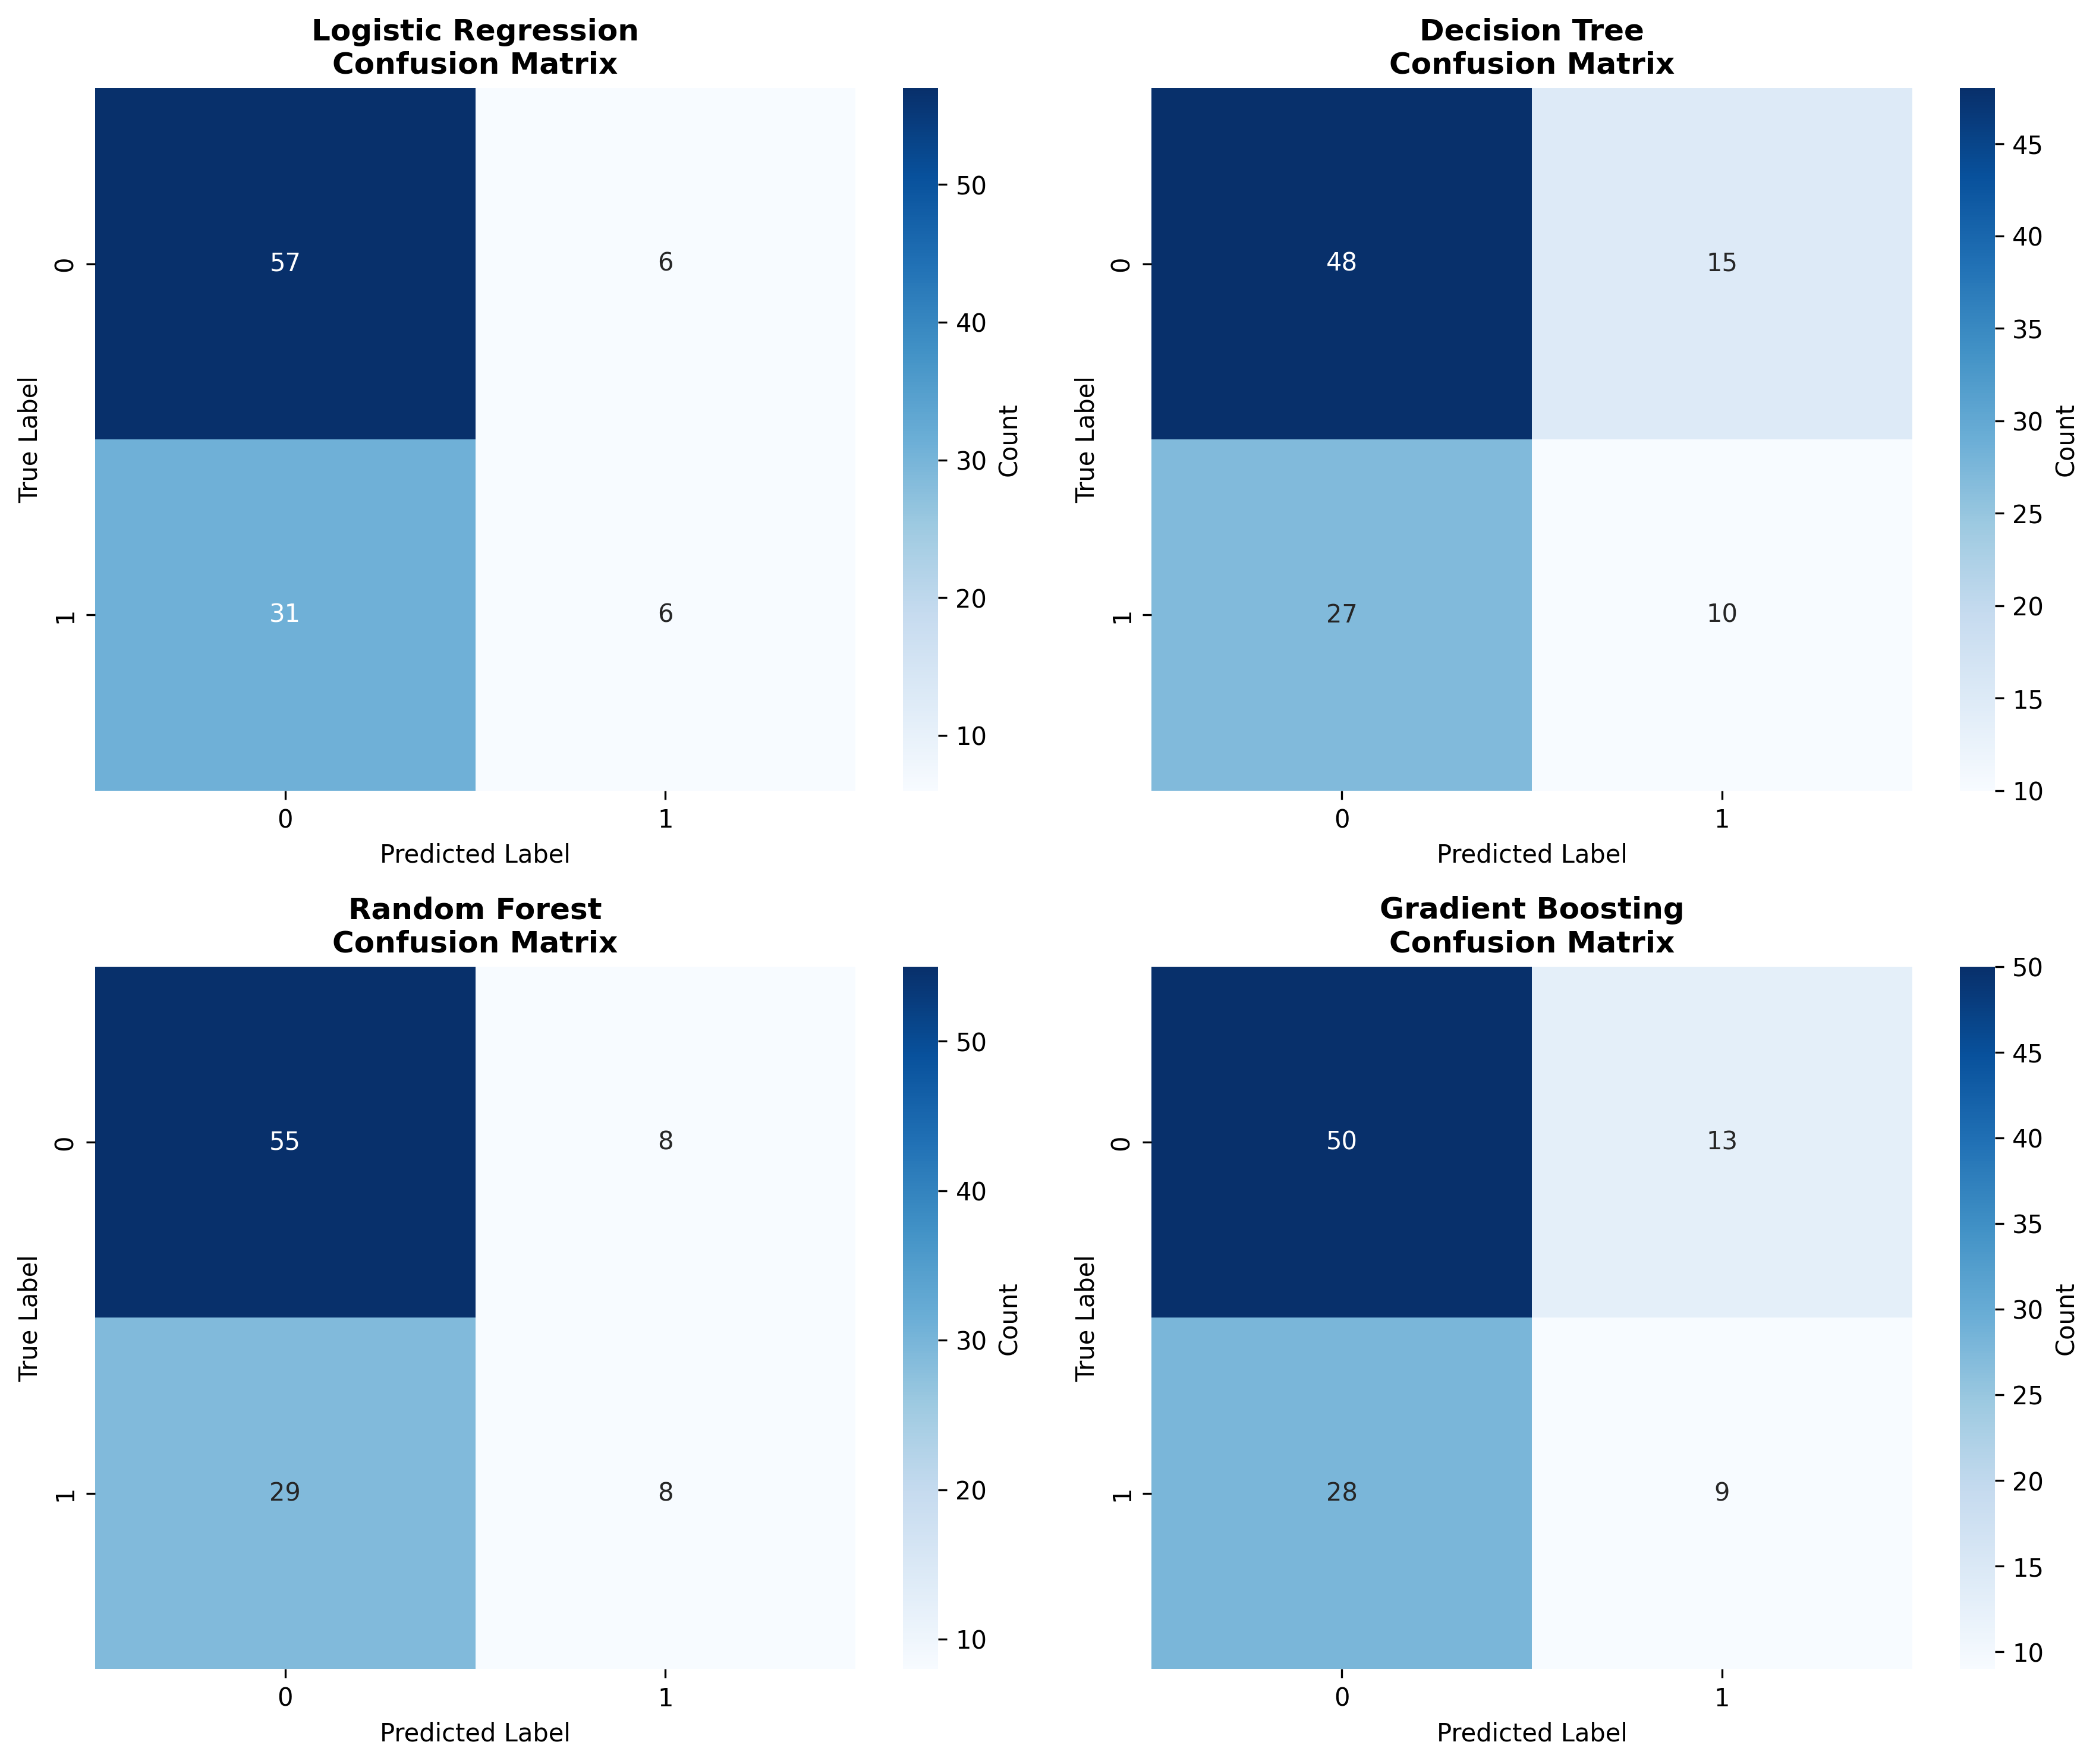 Logistic Regression
Confusion Matrix
57
6
31
6
0
1
0
1
True Label
Predicted Label
50
40
30
20
10
Count
Decision Tree
Confusion Matrix
48
15
27
10
0
1
0
1
True Label
Predicted Label
45
40
35
30
25
20
15
10
Count
Random Forest
Confusion Matrix
55
8
29
8
0
1
0
1
True Label
Predicted Label
50
40
30
20
10
Count
Gradient Boosting
Confusion Matrix
50
13
28
9
0
1
0
1
True Label
Predicted Label
50
45
40
35
30
25
20
15
10
Count